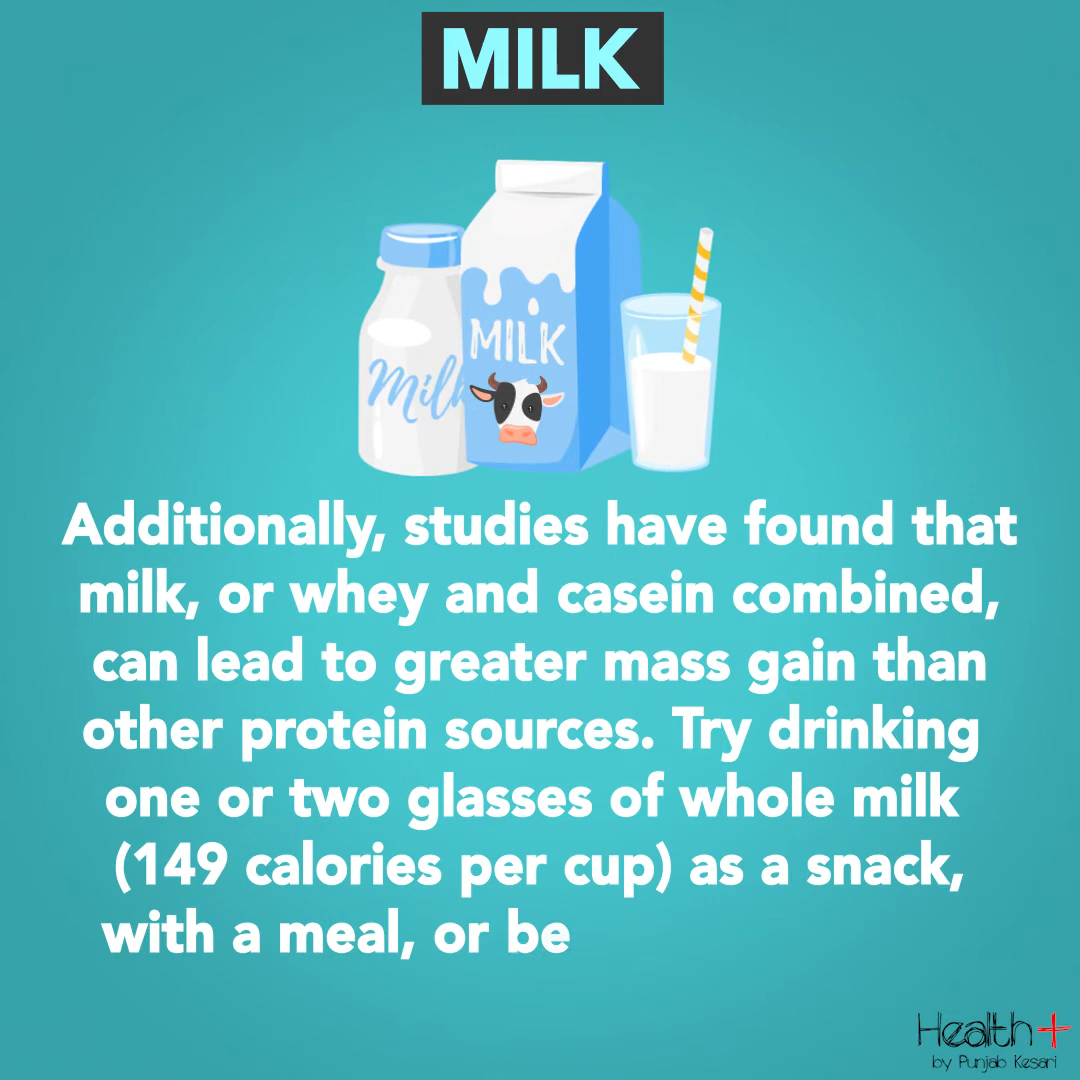 MILK
MILK
Milk
Additionally, studies have found that
milk, or whey and casein combined,
can lead to greater mass gain than
other protein sources. Try drinking
one or two glasses of whole milk
(149 calories per cup) as a snack,
with a meal, or be
Health+
by Punjab Kesari